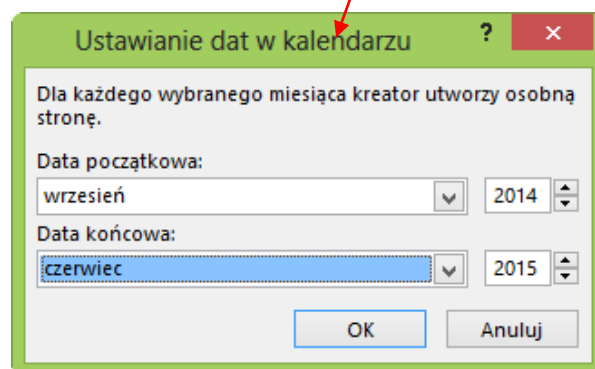 Ustawianie dat w kalendarzu ? ×
Dla każdego wybranego miesiąca kreator utworzy osobną
stronę.
Data początkowa:
wrzesień 2014
Data końcowa:
czerwiec 2015
OK Anuluj